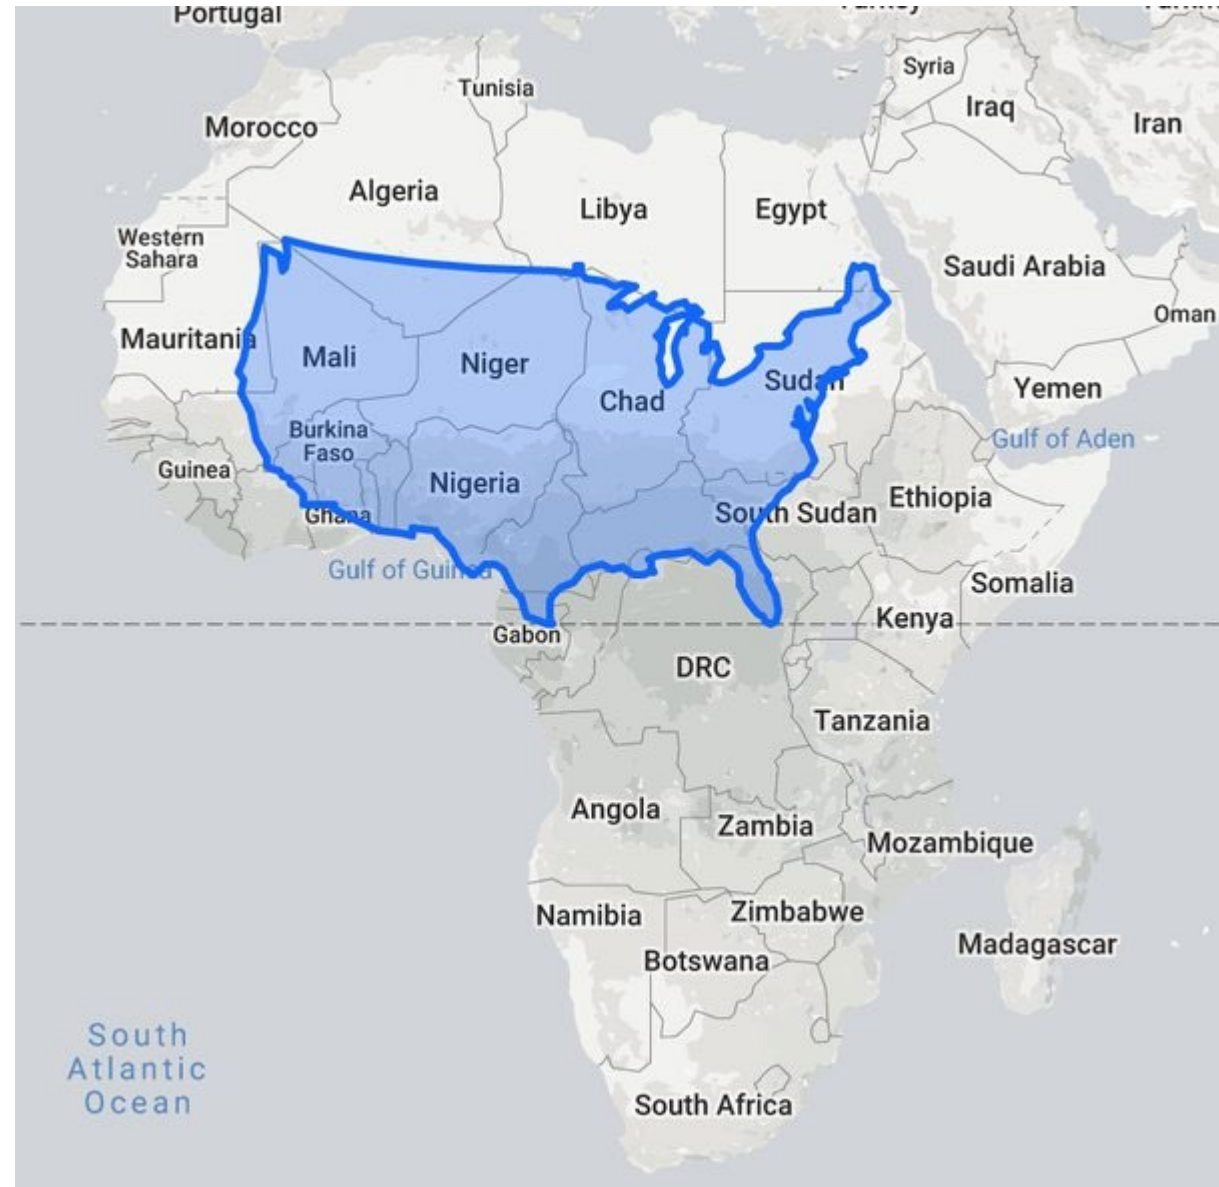 Portugal
Syria
Tunisia
Iraq
Iran
Morocco
Algeria
Libya
Egypt
Western
Sahara
Saudi Arabia
Oman
Mauritania
Mali
Niger
Chad
Sudan
Yemen
Burkina
Faso
Gulf of Aden
Guinea
Nigeria
Ethiopia
Ghana
South Sudan
Gulf of Guinea
Somalia
Kenya
Gabon
DRC
Tanzania
Angola
Zambia
Mozambique
Namibia
Zimbabwe
Madagascar
Botswana
South
Atlantic
Ocean
South Africa